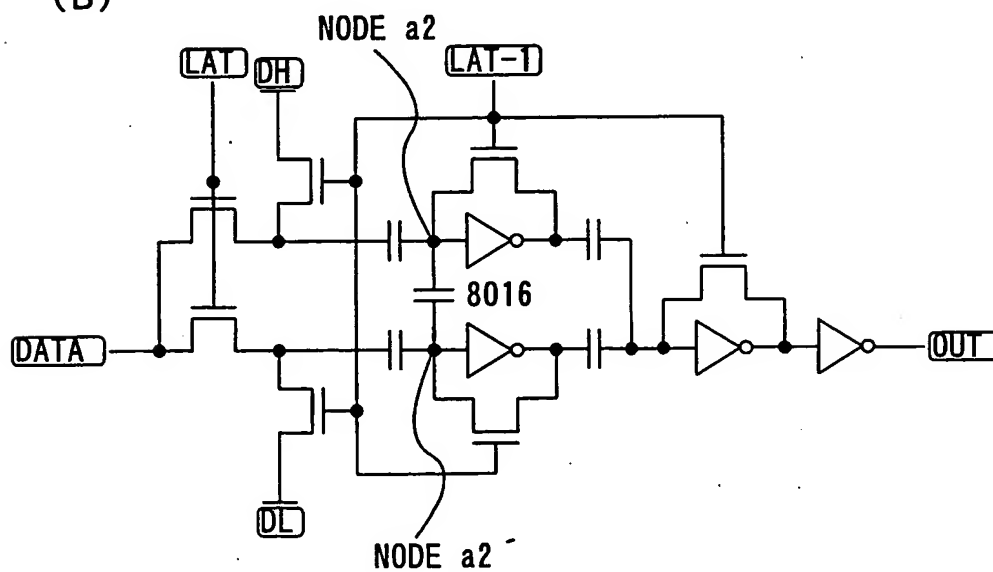 (B)
NODE a2
LAT
DH
LAT-1
8016
DATA
OUT
DL
NODE a2